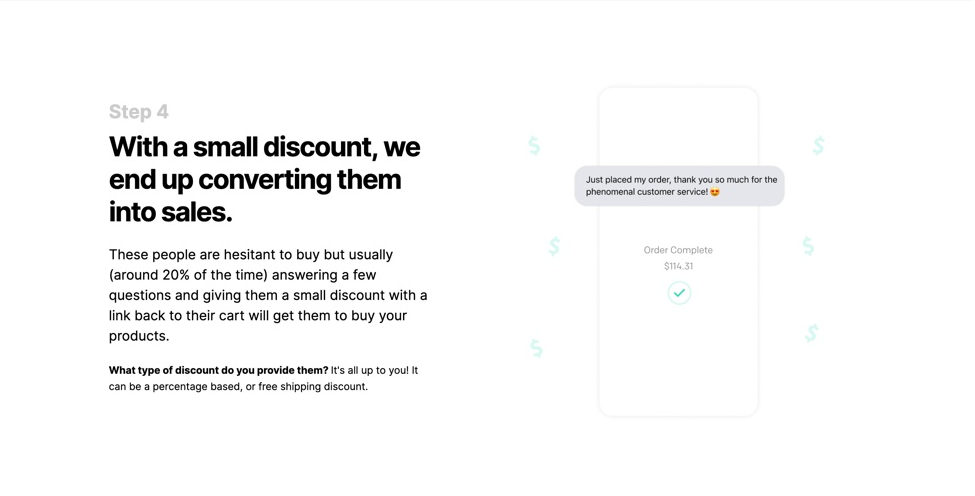 Step 4
With a small discount, we
end up converting them
into sales.
These people are hesitant to buy but usually
(around 20% of the time) answering a few
questions and giving them a small discount with a
link back to their cart will get them to buy your
products.
What type of discount do you provide them? It's all up to you! It
can be a percentage based, or free shipping discount.
$
$
Just placed my order, thank you so much for the
phenomenal customer service! 😍
$
$
Order Complete
$114.31
$
$